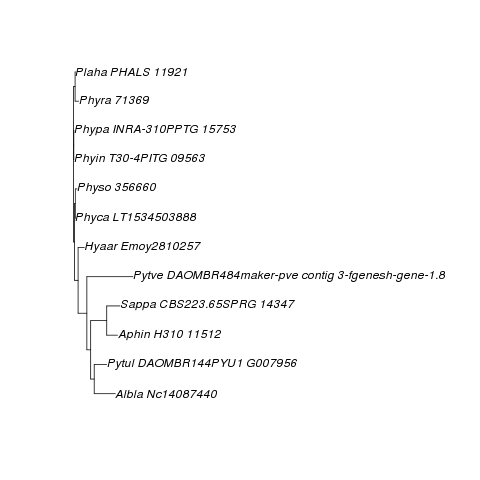 Plaha PHALS 11921
Phyra 71369
Phypa INRA-310PPTG 15753
Phyin T30-4PITG 09563
Physo 356660
Phyca LT1534503888
Hyaar Emoy2810257
Pytve DAOMBR484maker-pve contig 3-fgenesh-gene-1.8
Sappa CBS223.65SPRG 14347
Aphin H310 11512
Pytul DAOMBR144PYU1 G007956
Albla Nc14087440